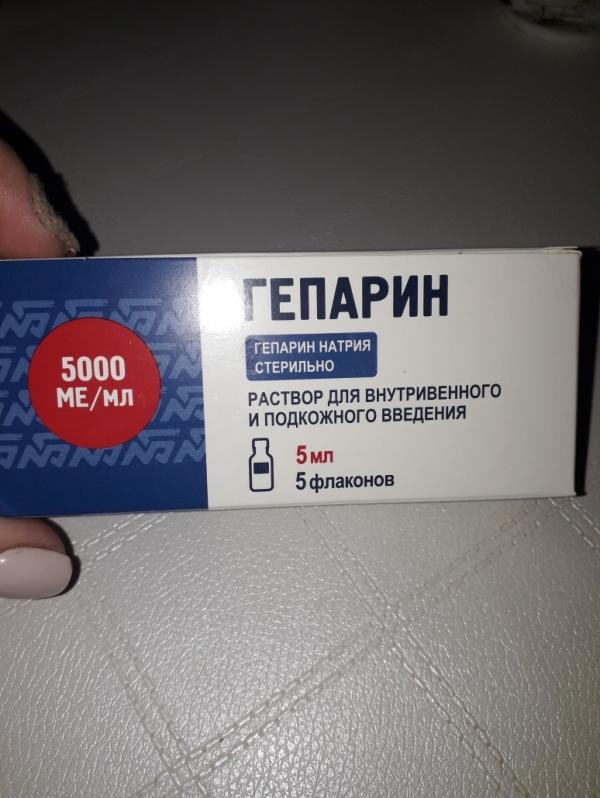 5000
МЕ/мл
ГЕПАРИН
ГЕПАРИН НАТРИЯ
СТЕРИЛЬНО
РАСТВОР ДЛЯ ВНУТРИВЕННОГО
И ПОДКОЖНОГО ВВЕДЕНИЯ
5 мл
5 флаконов